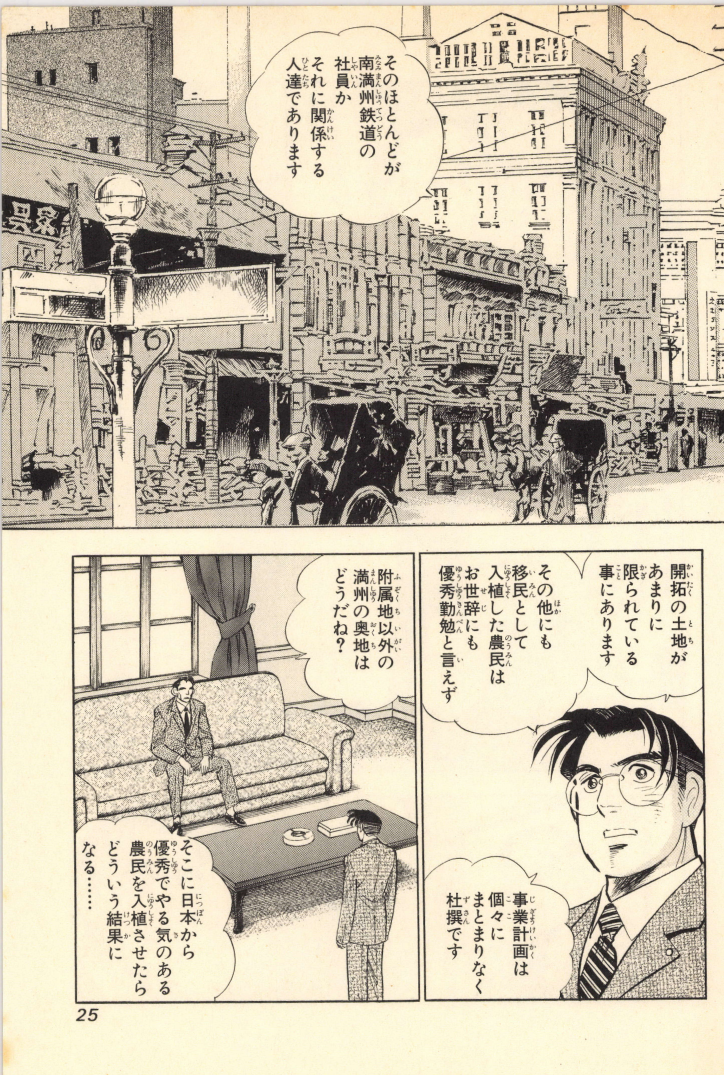 そのほとんどが
南満州鉄道の
社員か
それに関係する
人達であります
開拓の土地が
あまりに
限られている
事にあります
その他にも
移民として
入植した農民は
お世辞にも
優秀勤勉と言えず
事業計画は
個々に
まとまりなく
杜撰です
附属地以外の
満州の奥地は
どうだね?
そこに日本から
優秀でやる気のある
農民を入植させたら
どういう結果に
なる……
25